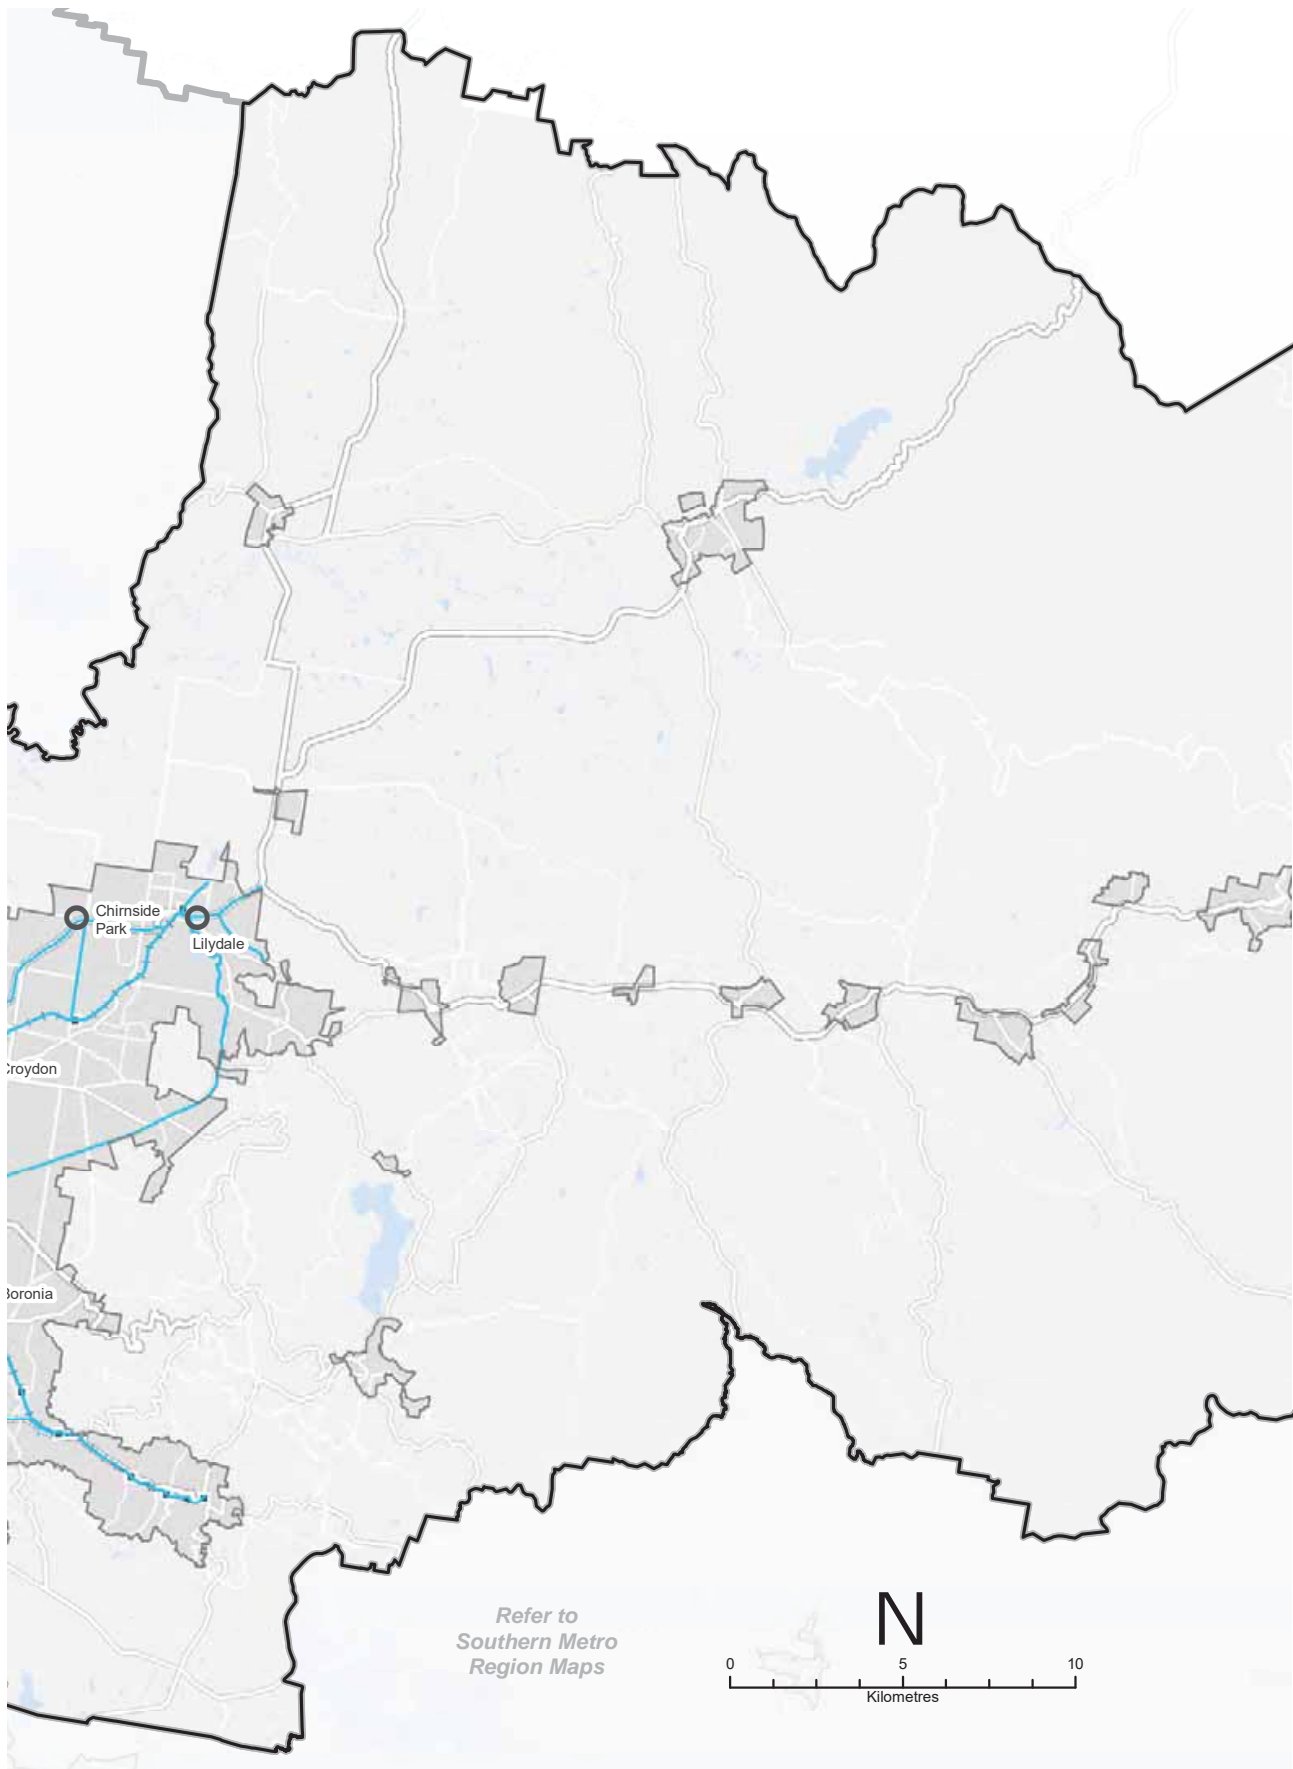 Chirnside
Park
Lilydale
Croydon
Boronia
Refer to
Southern Metro
Region Maps
N
0 5 10
Kilometres